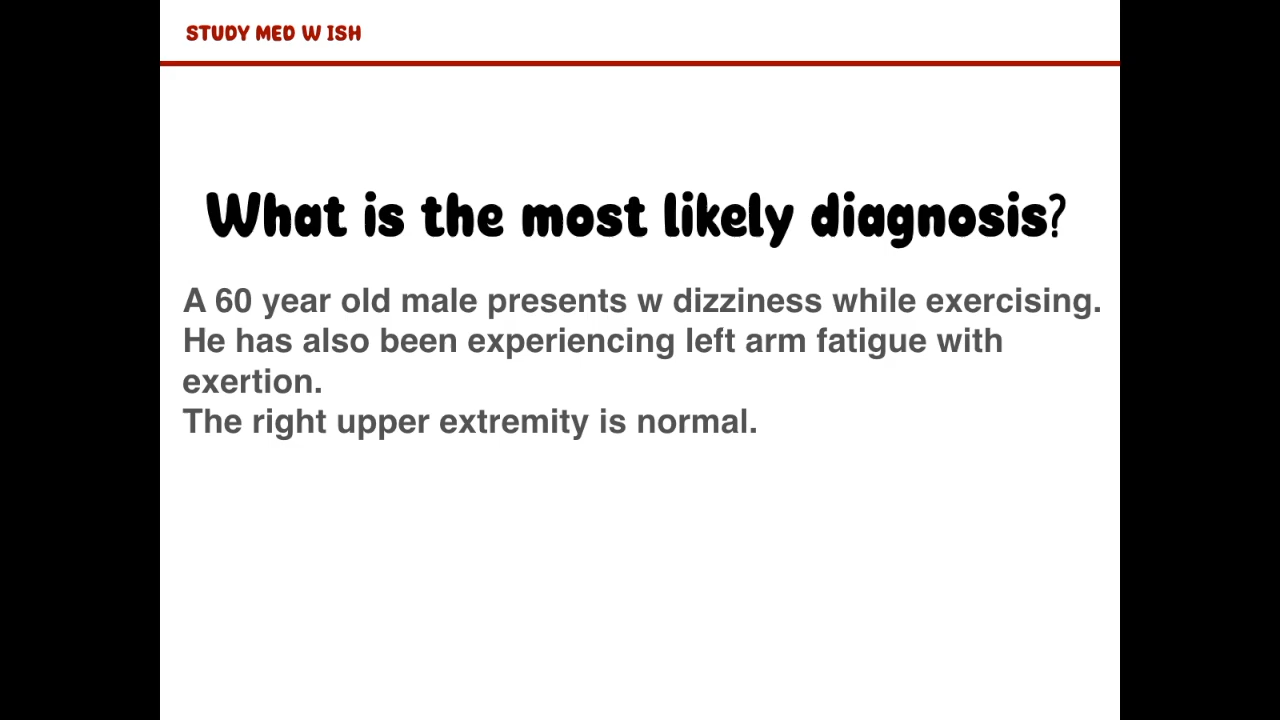 STUDY MED W ISH
What is the most likely diagnosis?
A 60 year old male presents w dizziness while exercising.
He has also been experiencing left arm fatigue with
exertion.
The right upper extremity is normal.